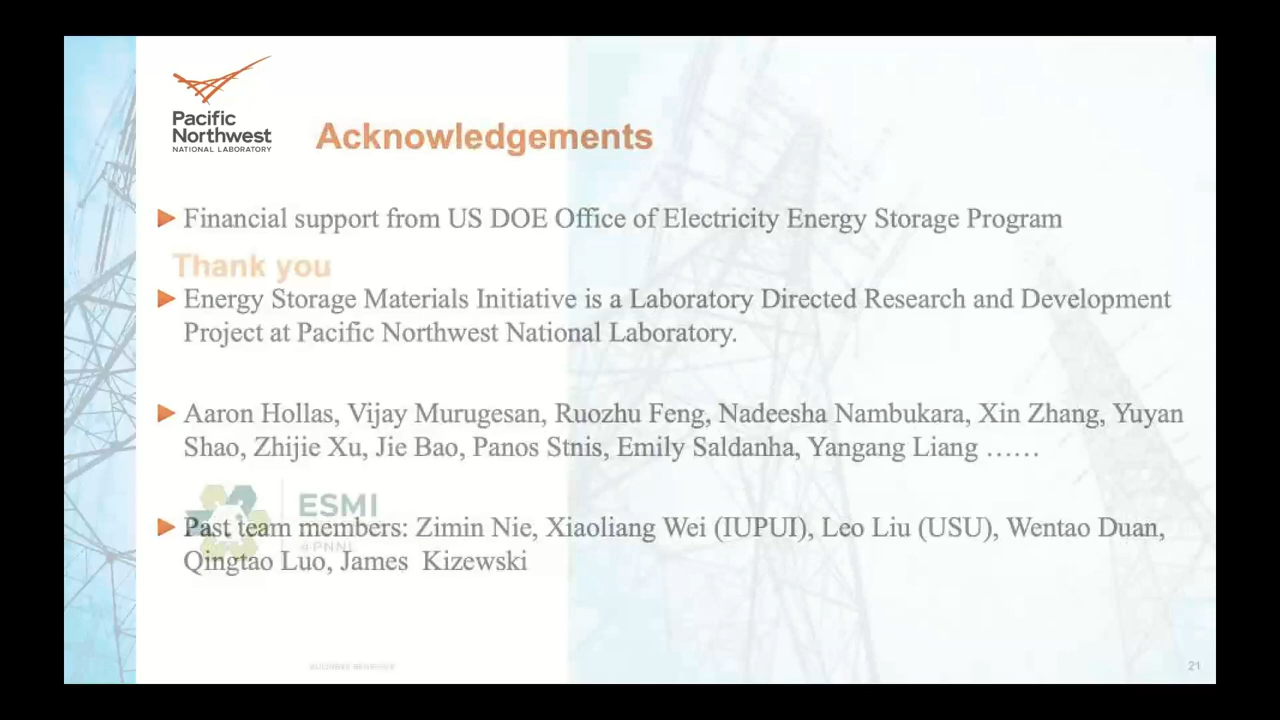 Pacific
Northwest
NATIONAL LABORATORY
Acknowledgements
Financial support from US DOE Office of Electricity Energy Storage Program
Thank you
Energy Storage Materials Initiative is a Laboratory Directed Research and Development
Project at Pacific Northwest National Laboratory.
Aaron Hollas, Vijay Murugesan, Ruozhu Feng, Nadeesha Nambukara, Xin Zhang, Yuyan
Shao, Zhijie Xu, Jie Bao, Panos Stnis, Emily Saldanha, Yangang Liang ……
ESMI
Past team members: Zimin Nie, Xiaoliang Wei (IUPUI), Leo Liu (USU), Wentao Duan,
@PNNL
Qingtao Luo, James Kizewski
21